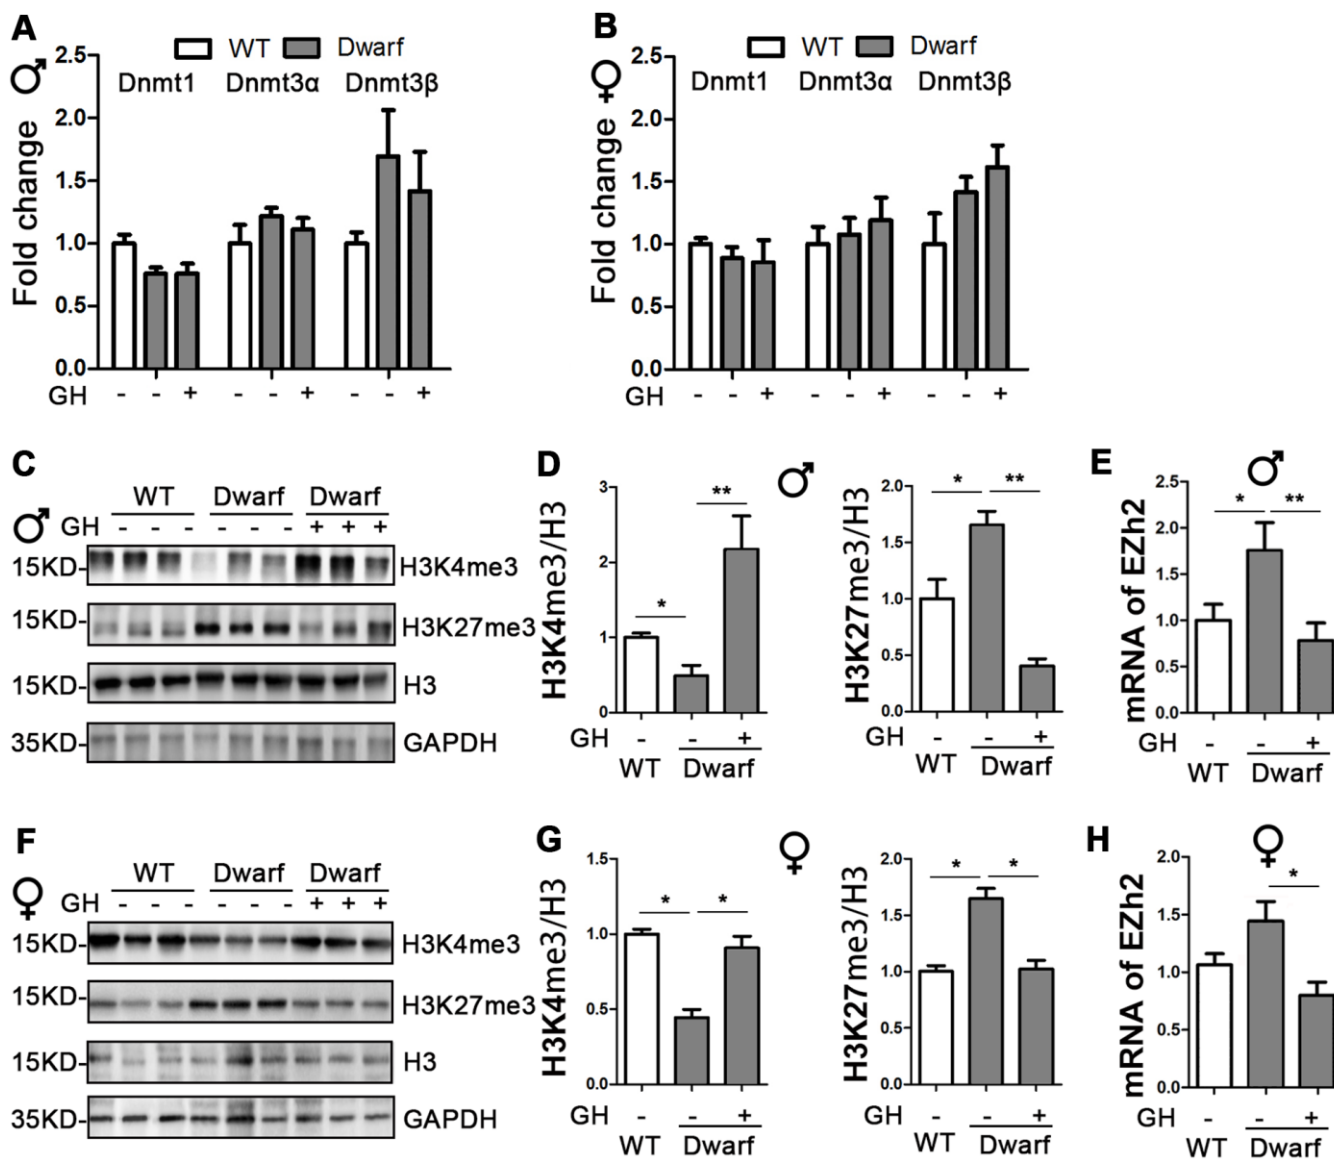 A
B
WT Dwarf
WT Dwarf
♂
♀
Dnmt1 Dnmt3α Dnmt3β
Dnmt1 Dnmt3α Dnmt3β
Fold change
2.5
2.0
1.5
1.0
0.5
0.0
GH - - + - - + - - +
Fold change
2.5
2.0
1.5
1.0
0.5
0.0
GH - - + - - + - - +
C
♂
WT Dwarf Dwarf
GH - - - - - - + + +
15KD H3K4me3
15KD H3K27me3
15KD H3
35KD GAPDH
D
♂
H3K4me3/H3
3
2
1
0
* **
GH - - +
WT Dwarf
H3K27me3/H3
2.0
1.5
1.0
0.5
0.0
* **
GH - - +
WT Dwarf
E
♂
mRNA of EZh2
2.5
2.0
1.5
1.0
0.5
0.0
* **
GH - - +
WT Dwarf
F
♀
WT Dwarf Dwarf
GH - - - - - - + + +
15KD H3K4me3
15KD H3K27me3
15KD H3
35KD GAPDH
G
♀
H3K4me3/H3
1.5
1.0
0.5
0.0
* *
GH - - +
WT Dwarf
H3K27me3/H3
2.0
1.5
1.0
0.5
0.0
* *
GH - - +
WT Dwarf
H
♀
mRNA of EZh2
2.0
1.5
1.0
0.5
0.0
*
GH - - +
WT Dwarf